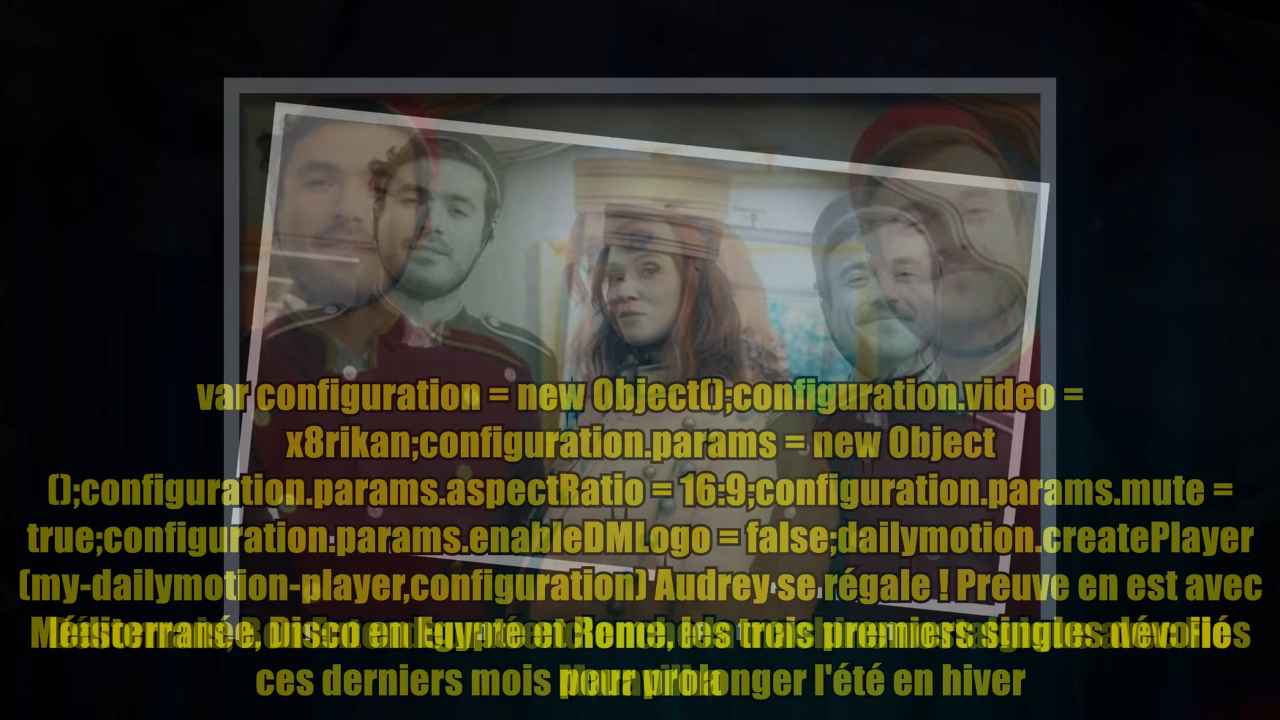 var configuration = new Object();configuration.video =
x8rikan;configuration.params = new Object
();configuration.params.aspectRatio = 16:9;configuration.params.mute =
true;configuration.params.enableDMLogo = false;dailymotion.createPlayer
(my-dailymotion-player,configuration) Audrey se régale ! Preuve en est avec
Méditerranée, Disco en Egypte et Rome, les trois premiers singles dévoilés
ces derniers mois pour prolonger l'été en hiver